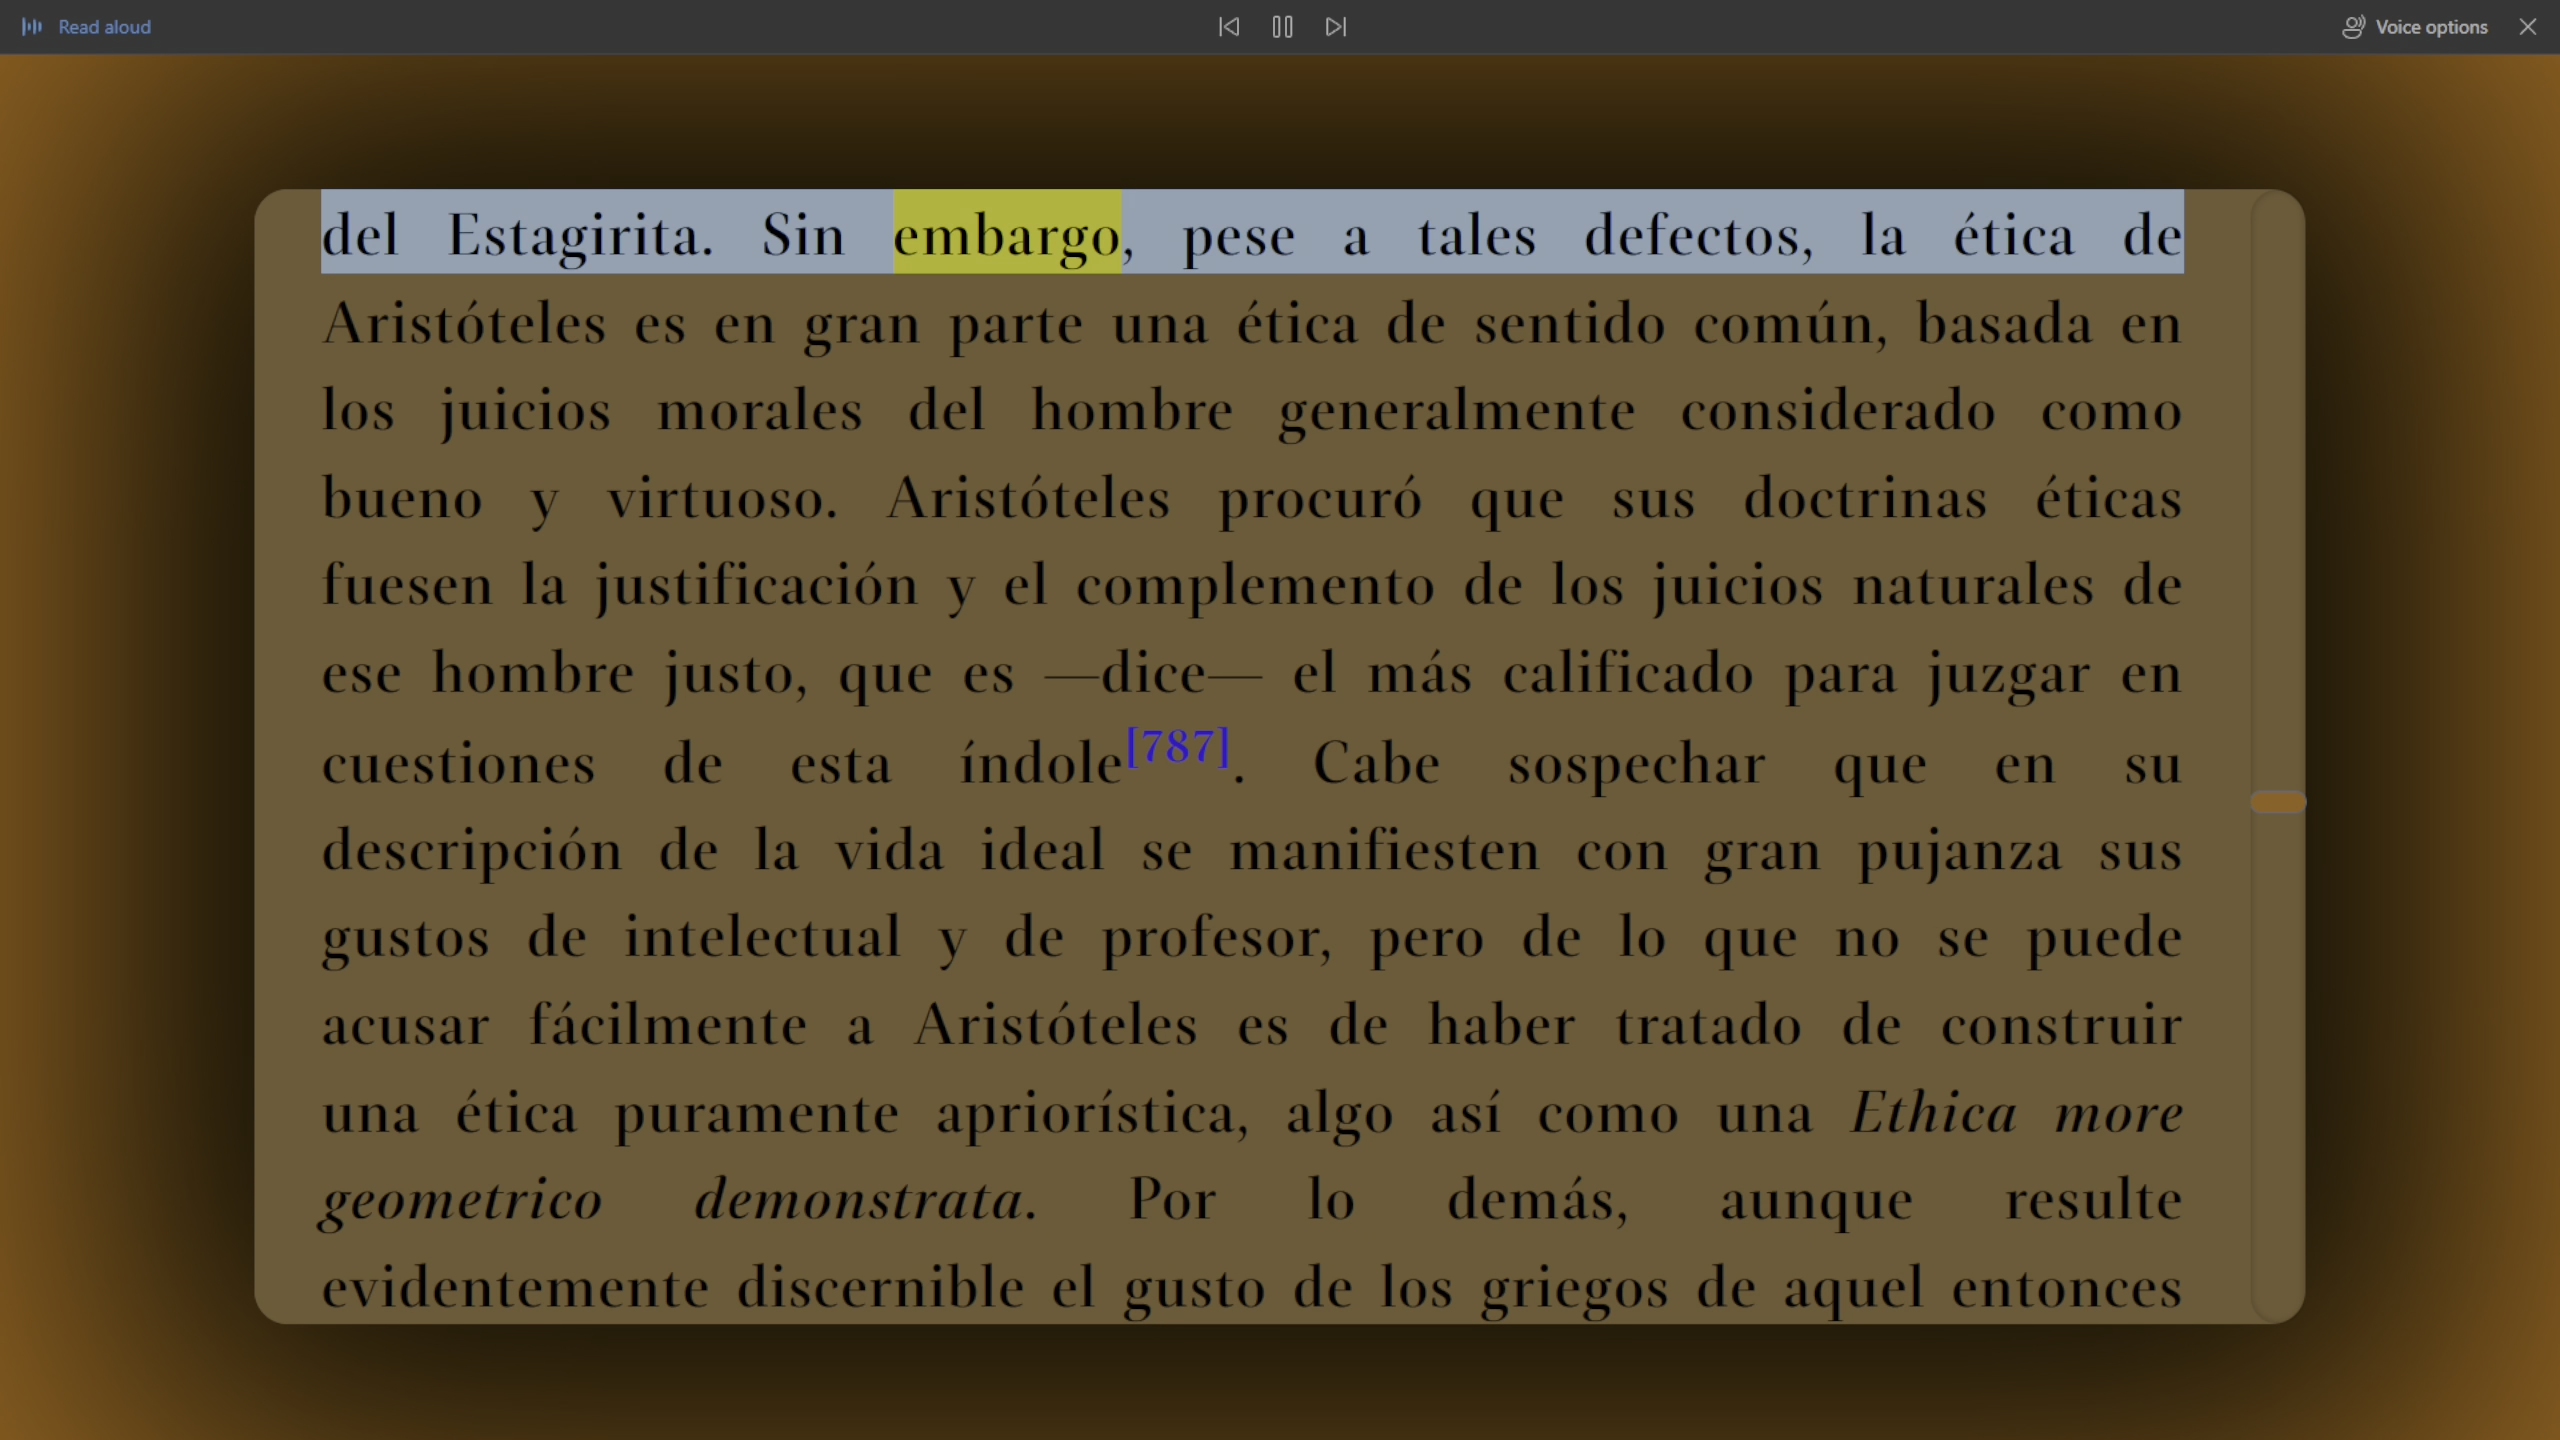 Read aloud
Voice options
del Estagirita. Sin embargo, pese a tales defectos, la ética de
Aristóteles es en gran parte una ética de sentido común, basada en
los juicios morales del hombre generalmente considerado como
bueno y virtuoso. Aristóteles procuró que sus doctrinas éticas
fuesen la justificación y el complemento de los juicios naturales de
ese hombre justo, que es —dice— el más calificado para juzgar en
cuestiones de esta índole[787]. Cabe sospechar que en su
descripción de la vida ideal se manifiesten con gran pujanza sus
gustos de intelectual y de profesor, pero de lo que no se puede
acusar fácilmente a Aristóteles es de haber tratado de construir
una ética puramente apriorística, algo así como una Ethica more
geometrico demonstrata. Por lo demás, aunque resulte
evidentemente discernible el gusto de los griegos de aquel entonces